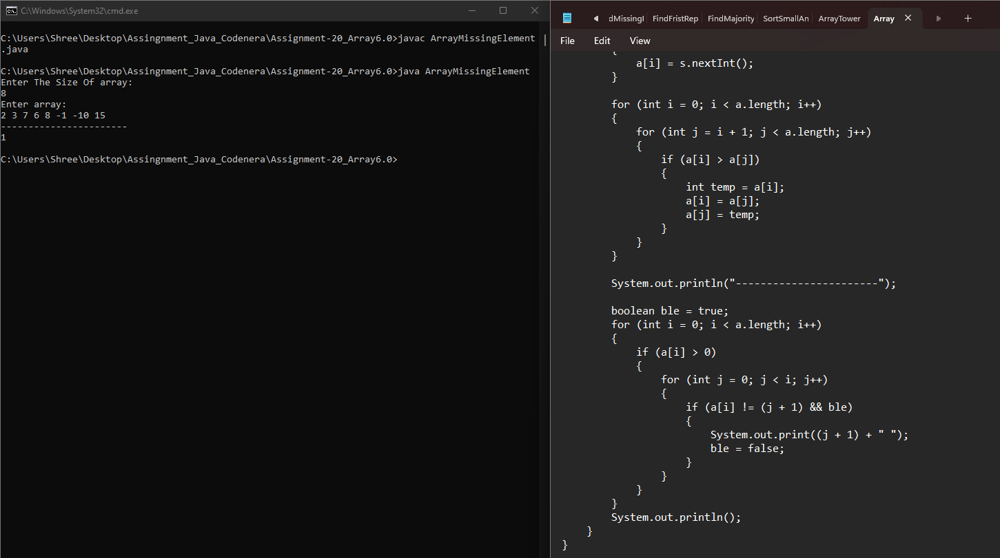 C:\Windows\System32\cmd.exe
C:\Users\Shree\Desktop\Assingnment_Java_Codenera\Assignment-20_Array6.0>javac ArrayMissingElement
.java
C:\Users\Shree\Desktop\Assingnment_Java_Codenera\Assignment-20_Array6.0>java ArrayMissingElement
Enter The Size Of array:
8
Enter array:
2 3 7 6 8 -1 -10 15
-----------------------
1
C:\Users\Shree\Desktop\Assingnment_Java_Codenera\Assignment-20_Array6.0>
dMissingI FindFristRep FindMajority SortSmallAn ArrayTower Array
File Edit View
{
a[i] = s.nextInt();
}
for (int i = 0; i < a.length; i++)
{
for (int j = i + 1; j < a.length; j++)
{
if (a[i] > a[j])
{
int temp = a[i];
a[i] = a[j];
a[j] = temp;
}
}
}
System.out.println("-----------------------");
boolean ble = true;
for (int i = 0; i < a.length; i++)
{
if (a[i] > 0)
{
for (int j = 0; j < i; j++)
{
if (a[i] != (j + 1) && ble)
{
System.out.print((j + 1) + " ");
ble = false;
}
}
}
}
System.out.println();
}
}